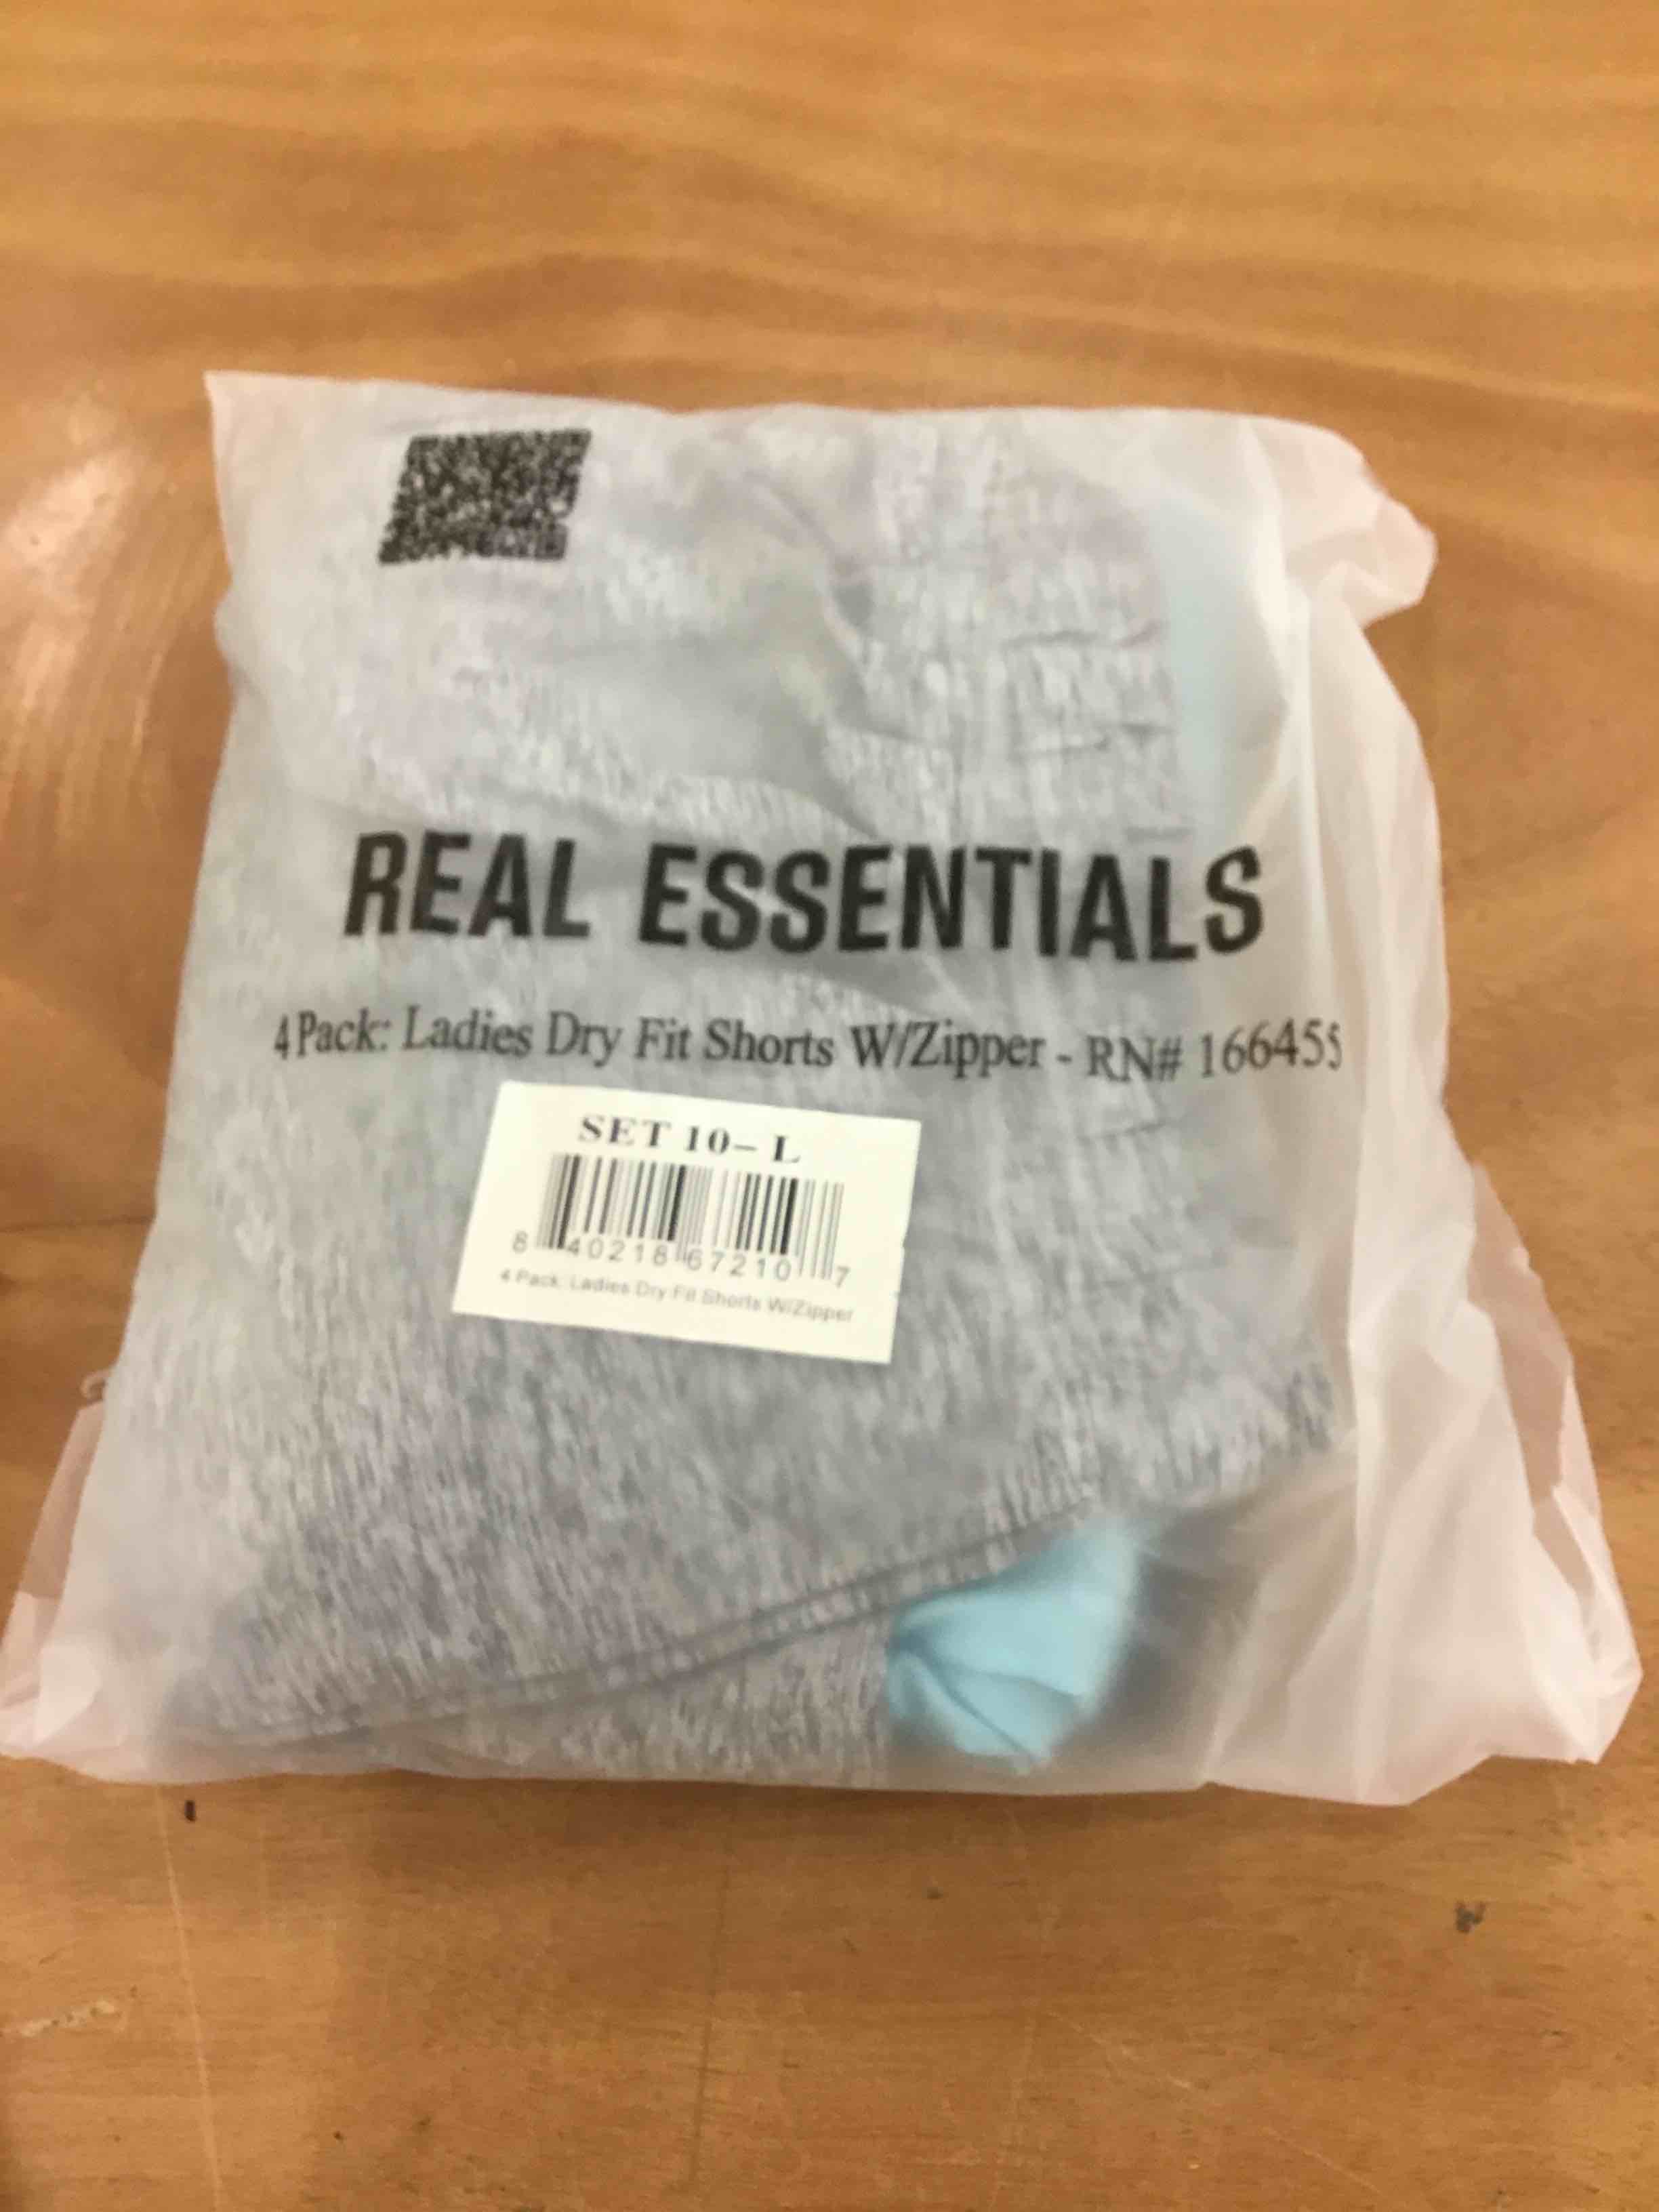 REAL ESSENTIALS
4 Pack: Ladies Dry Fit Shorts W/Zipper - RN# 166455
SET 10- L
8 40218 67210 7
4 Pack: Ladies Dry Fit Shorts W/Zipper